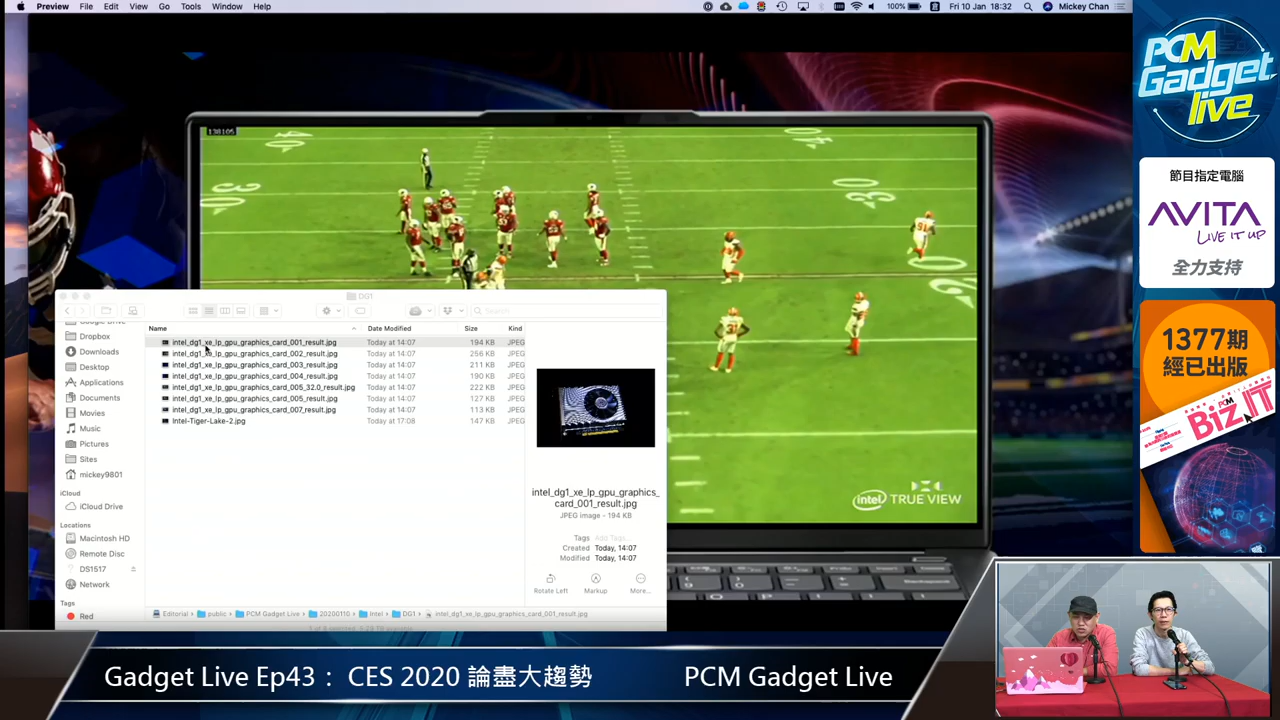 Preview File Edit View Go Tools Window Help
100% Fri 10 Jan 18:32 Mickey Chan
PCM
Gadget
live
節目指定電腦
AVITA
LIVE IT UP
全力支持
1377期
經已出版
PCM
Biz.IT
138105
intel TRUE VIEW
DG1
Search
Name Date Modified Size Kind
Google Drive
Dropbox
Downloads
Desktop
Applications
Documents
Movies
Music
Pictures
Sites
mickey9801
iCloud
iCloud Drive
Locations
Macintosh HD
Remote Disc
DS1517
Network
Tags
Red
intel_dg1_xe_lp_gpu_graphics_card_001_result.jpg Today at 14:07 194 KB JPEG
intel_dg1_xe_lp_gpu_graphics_card_002_result.jpg Today at 14:07 256 KB JPEG
intel_dg1_xe_lp_gpu_graphics_card_003_result.jpg Today at 14:07 211 KB JPEG
intel_dg1_xe_lp_gpu_graphics_card_004_result.jpg Today at 14:07 190 KB JPEG
intel_dg1_xe_lp_gpu_graphics_card_005_32.0_result.jpg Today at 14:07 222 KB JPEG
intel_dg1_xe_lp_gpu_graphics_card_005_result.jpg Today at 14:07 127 KB JPEG
intel_dg1_xe_lp_gpu_graphics_card_007_result.jpg Today at 14:07 113 KB JPEG
Intel-Tiger-Lake-2.jpg Today at 17:08 147 KB JPEG
intel_dg1_xe_lp_gpu_graphics_
card_001_result.jpg
JPEG image - 194 KB
Tags Add Tags...
Created Today, 14:07
Modified Today, 14:07
Rotate Left Markup More...
Editorial public PCM Gadget Live 20200110 Intel DG1 intel_dg1_xe_lp_gpu_graphics_card_001_result.jpg
Gadget Live Ep43： CES 2020 論盡大趨勢 PCM Gadget Live